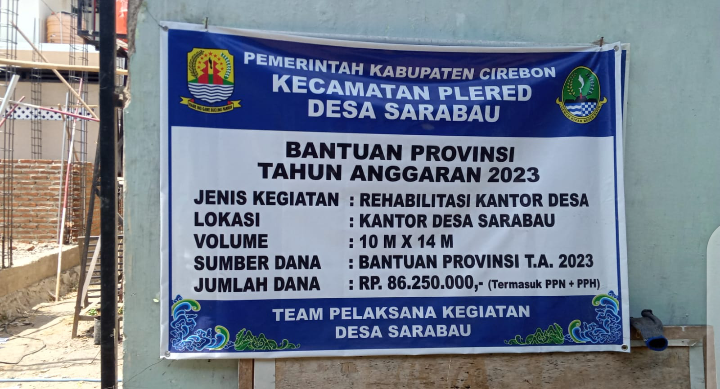 PEMERINTAH KABUPATEN CIREBON
KECAMATAN PLERED
DESA SARABAU
BANTUAN PROVINSI
TAHUN ANGGARAN 2023
JENIS KEGIATAN : REHABILITASI KANTOR DESA
LOKASI : KANTOR DESA SARABAU
VOLUME : 10 M X 14 M
SUMBER DANA : BANTUAN PROVINSI T.A. 2023
JUMLAH DANA : RP. 86.250.000,- (Termasuk PPN + PPH)
TEAM PELAKSANA KEGIATAN
DESA SARABAU